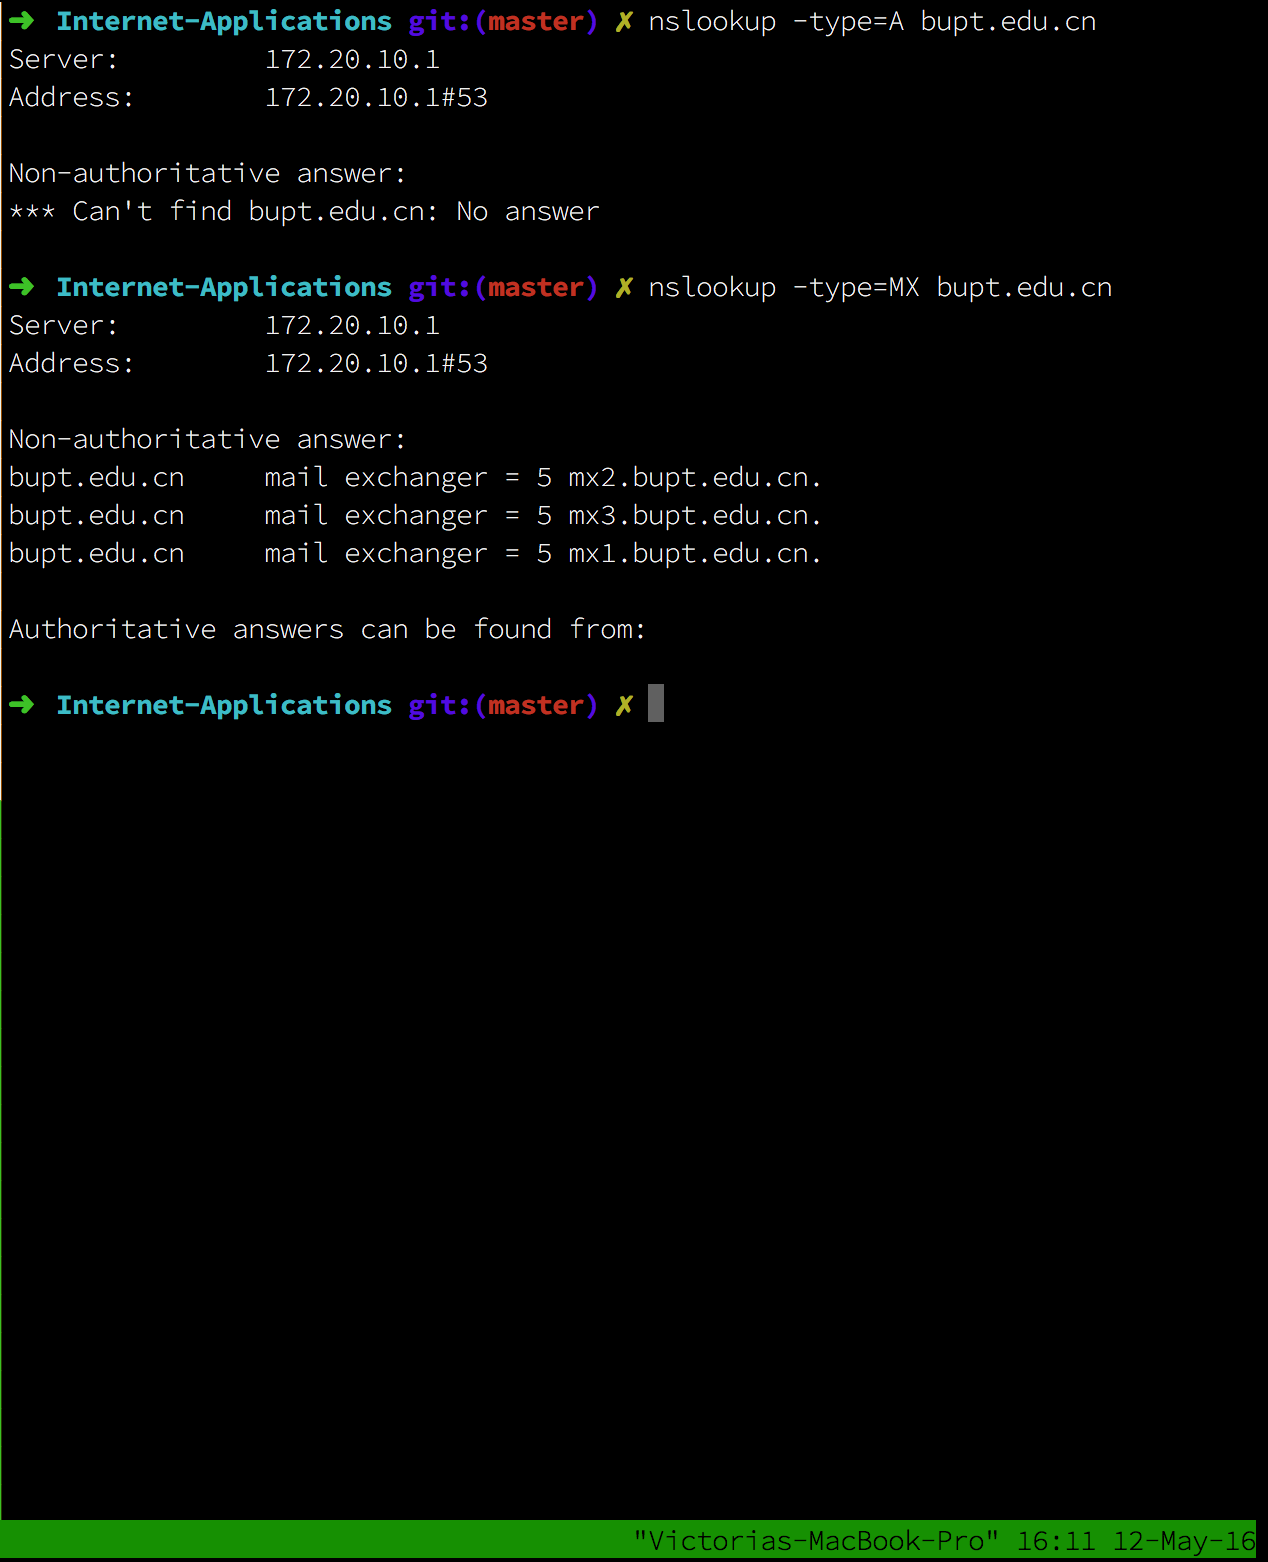 ➜ Internet-Applications git:(master) ✗ nslookup -type=A bupt.edu.cn
Server: 172.20.10.1
Address: 172.20.10.1#53
Non-authoritative answer:
*** Can't find bupt.edu.cn: No answer
➜ Internet-Applications git:(master) ✗ nslookup -type=MX bupt.edu.cn
Server: 172.20.10.1
Address: 172.20.10.1#53
Non-authoritative answer:
bupt.edu.cn mail exchanger = 5 mx2.bupt.edu.cn.
bupt.edu.cn mail exchanger = 5 mx3.bupt.edu.cn.
bupt.edu.cn mail exchanger = 5 mx1.bupt.edu.cn.
Authoritative answers can be found from:
➜ Internet-Applications git:(master) ✗
"Victorias-MacBook-Pro" 16:11 12-May-16